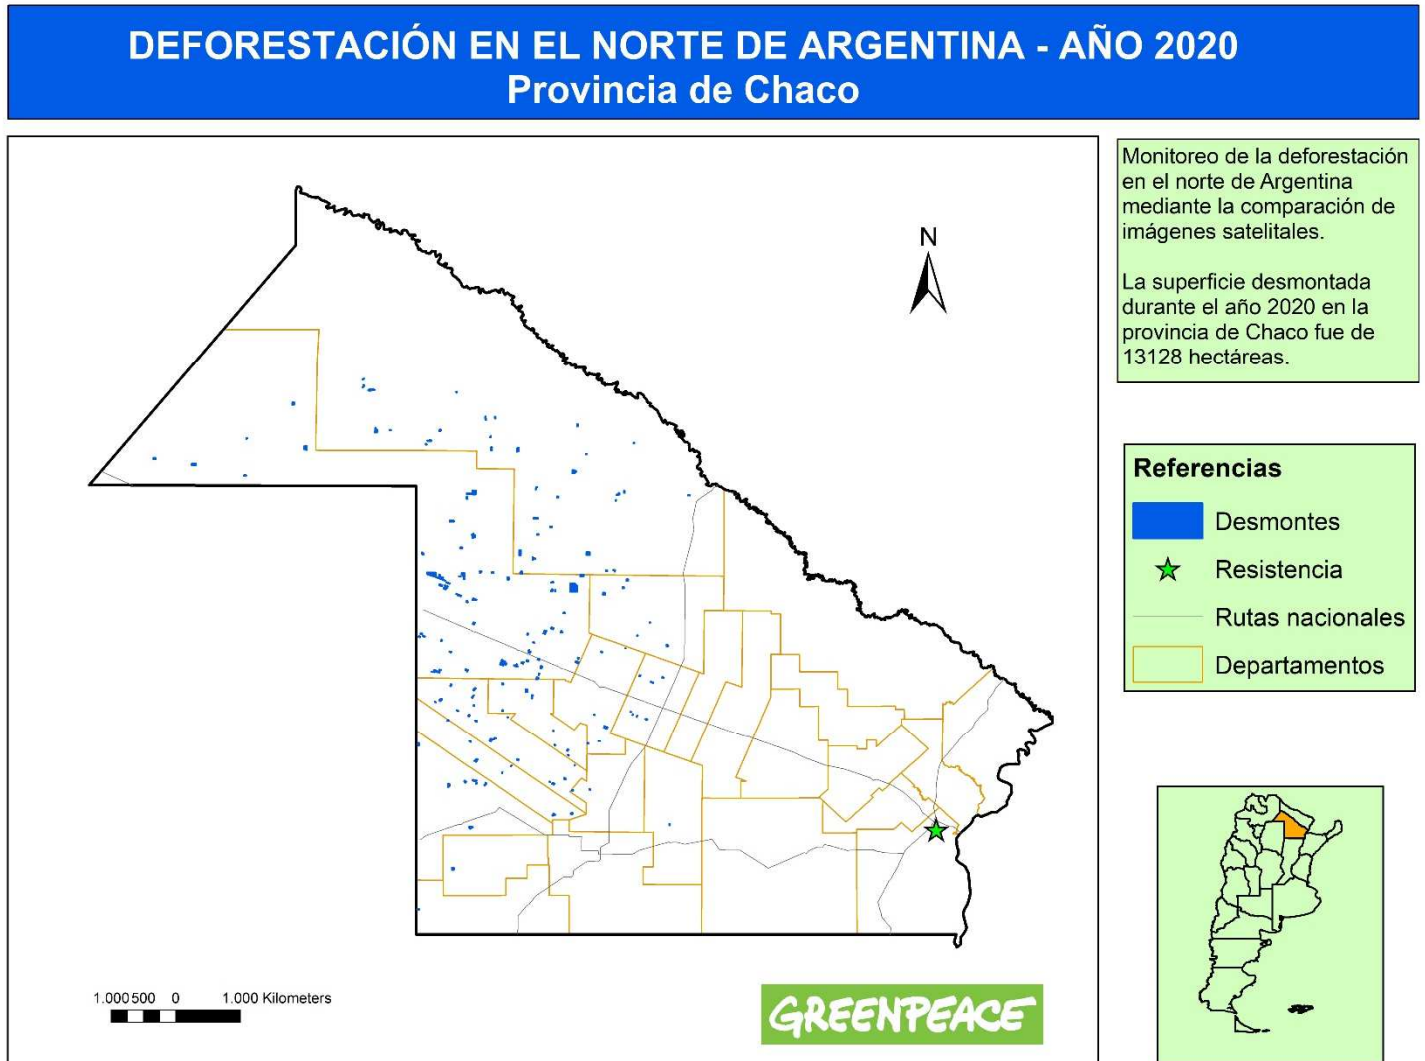 DEFORESTACIÓN EN EL NORTE DE ARGENTINA - AÑO 2020
Provincia de Chaco
Monitoreo de la deforestación
en el norte de Argentina
mediante la comparación de
imágenes satelitales.
La superficie desmontada
durante el año 2020 en la
provincia de Chaco fue de
13128 hectáreas.
N
Referencias
Desmontes
Resistencia
Rutas nacionales
Departamentos
1.000 500 0 1.000 Kilometers
GREENPEACE